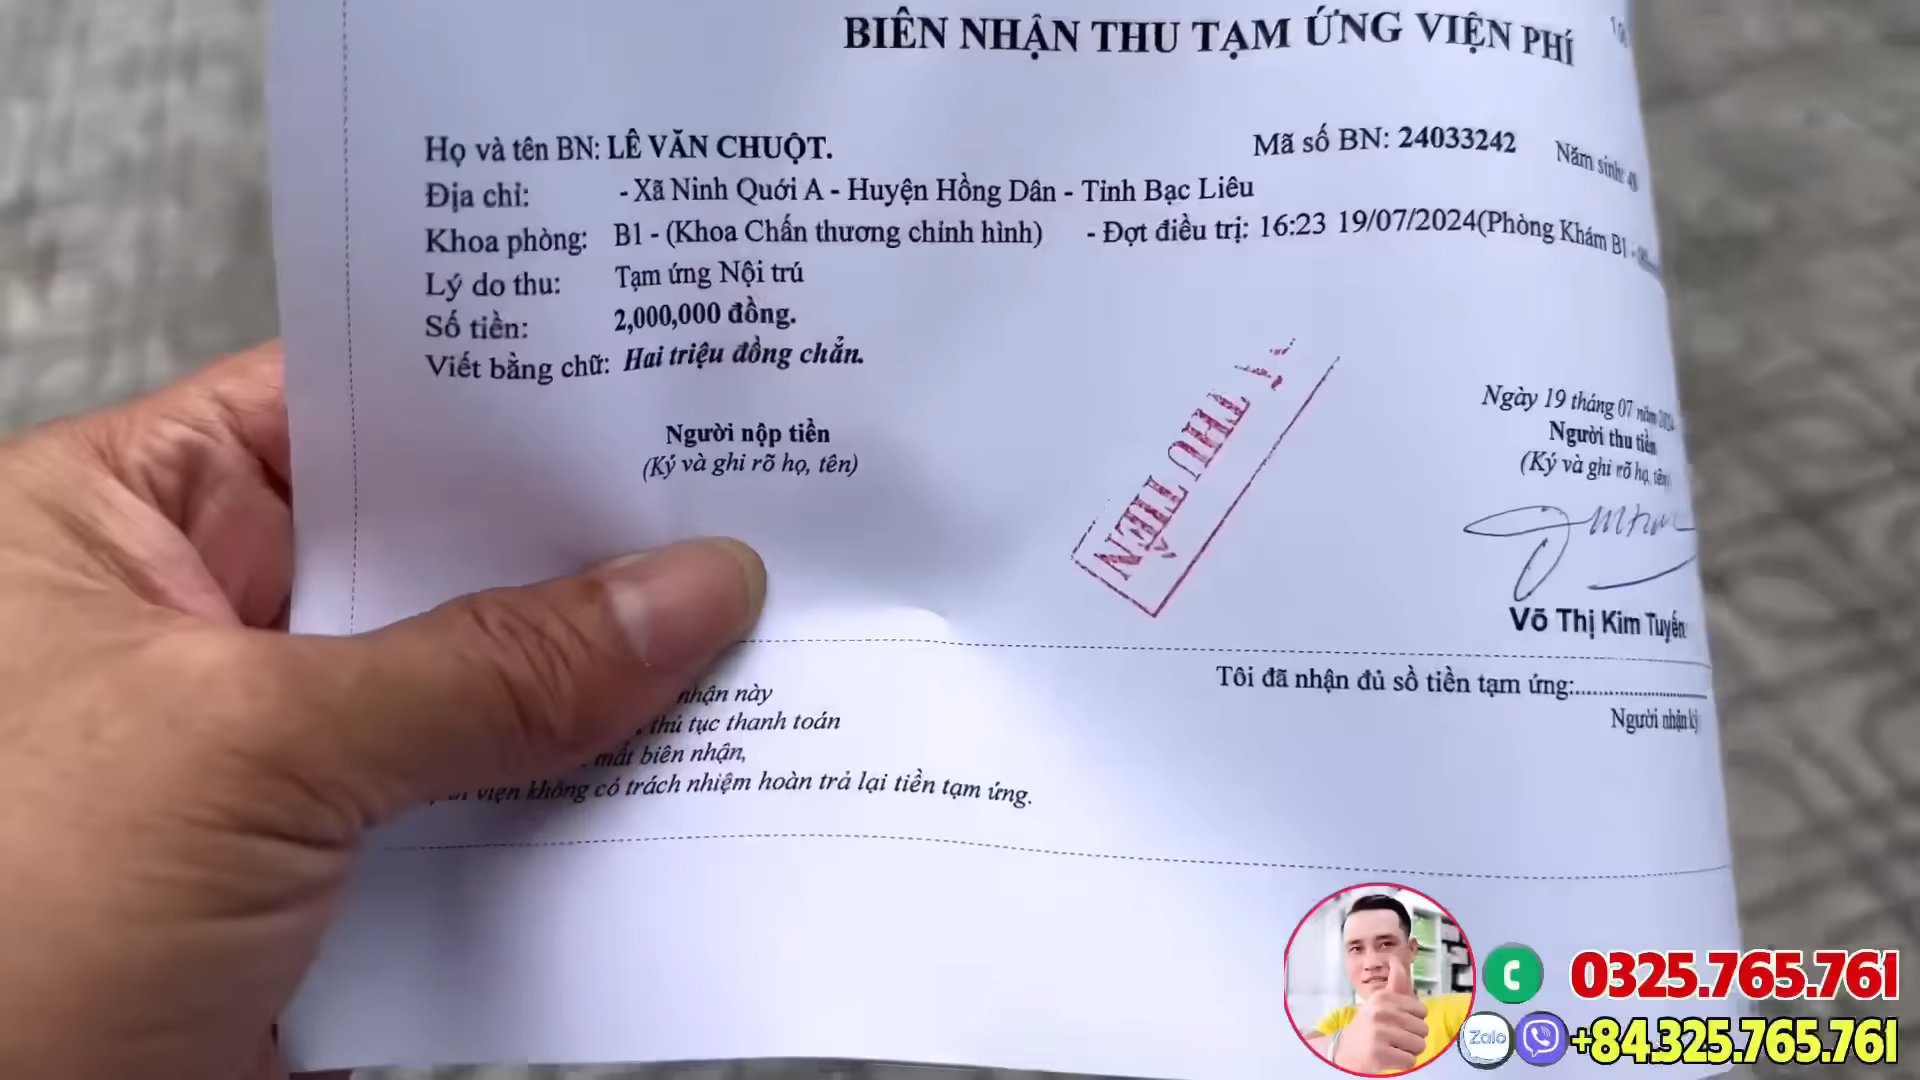 BIÊN NHẬN THU TẠM ỨNG VIỆN PHÍ
Họ và tên BN: LÊ VĂN CHUỘT. Mã số BN: 24033242 Năm sinh:
Địa chỉ: - Xã Ninh Quới A - Huyện Hồng Dân - Tỉnh Bạc Liêu
Khoa phòng: B1 - (Khoa Chấn thương chỉnh hình) - Đợt điều trị: 16:23 19/07/2024(Phòng Khám B1 -
Lý do thu: Tạm ứng Nội trú
Số tiền: 2,000,000 đồng.
Viết bằng chữ: Hai triệu đồng chẵn.
Ngày 19 tháng 07 năm
Người nộp tiền Người thu tiền
(Ký và ghi rõ họ, tên) (Ký và ghi rõ họ, tên)
THU TIỀN
Võ Thị Kim Tuyến
Tôi đã nhận đủ số tiền tạm ứng:
Người nhận ký
nhận này
thủ tục thanh toán
mất biên nhận,
viện không có trách nhiệm hoàn trả lại tiền tạm ứng.
0325.765.761
Zalo +84.325.765.761